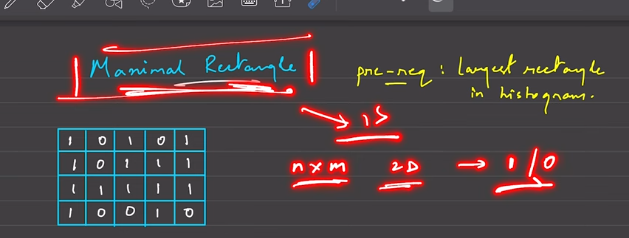 Maximal Rectangle
pre-req : largest rectangle
in histogram.
1S
n x m 2D → 1/0
1 0 1 0 1
1 0 1 1 1
1 1 1 1 1
1 0 0 1 0